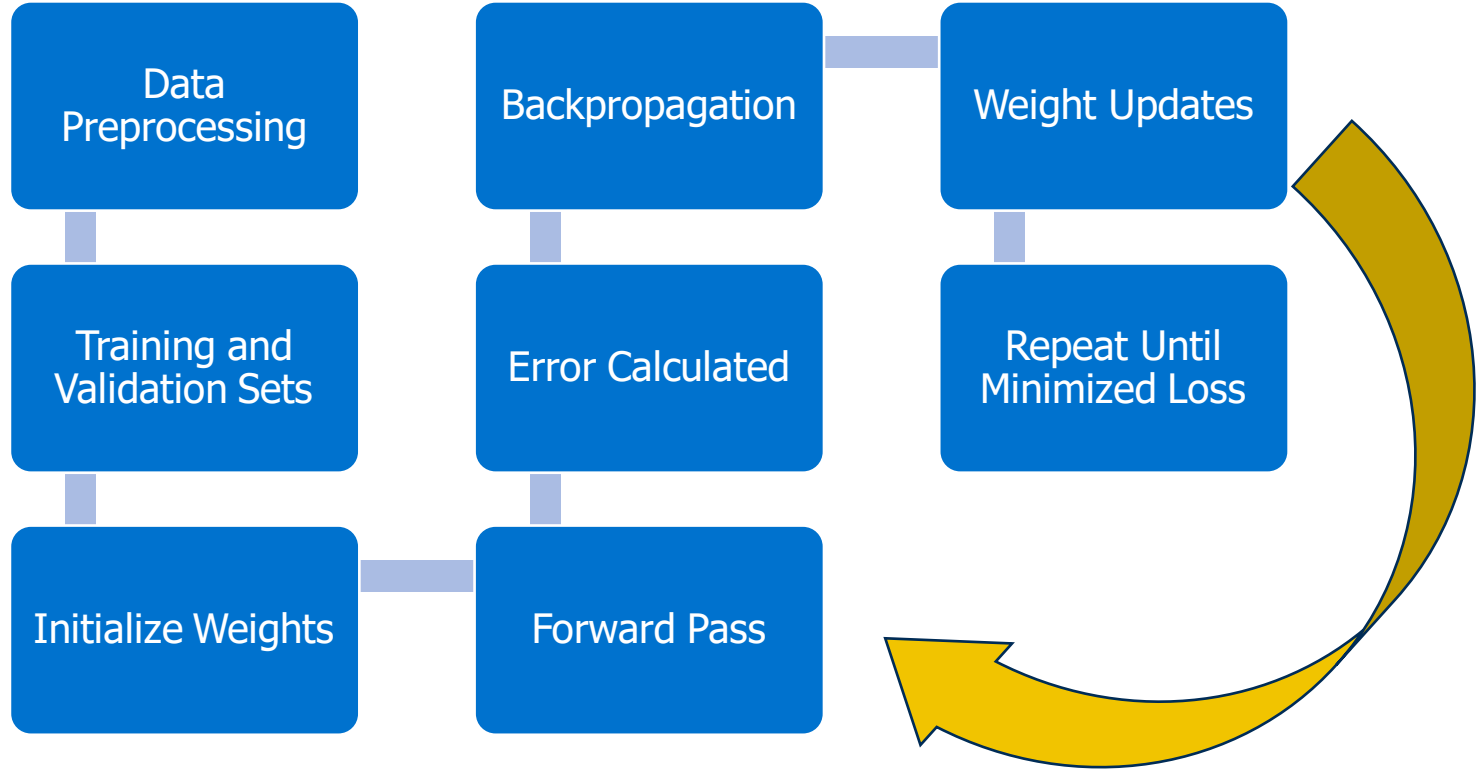 Data
Preprocessing
Training and
Validation Sets
Initialize Weights
Forward Pass
Error Calculated
Backpropagation
Weight Updates
Repeat Until
Minimized Loss